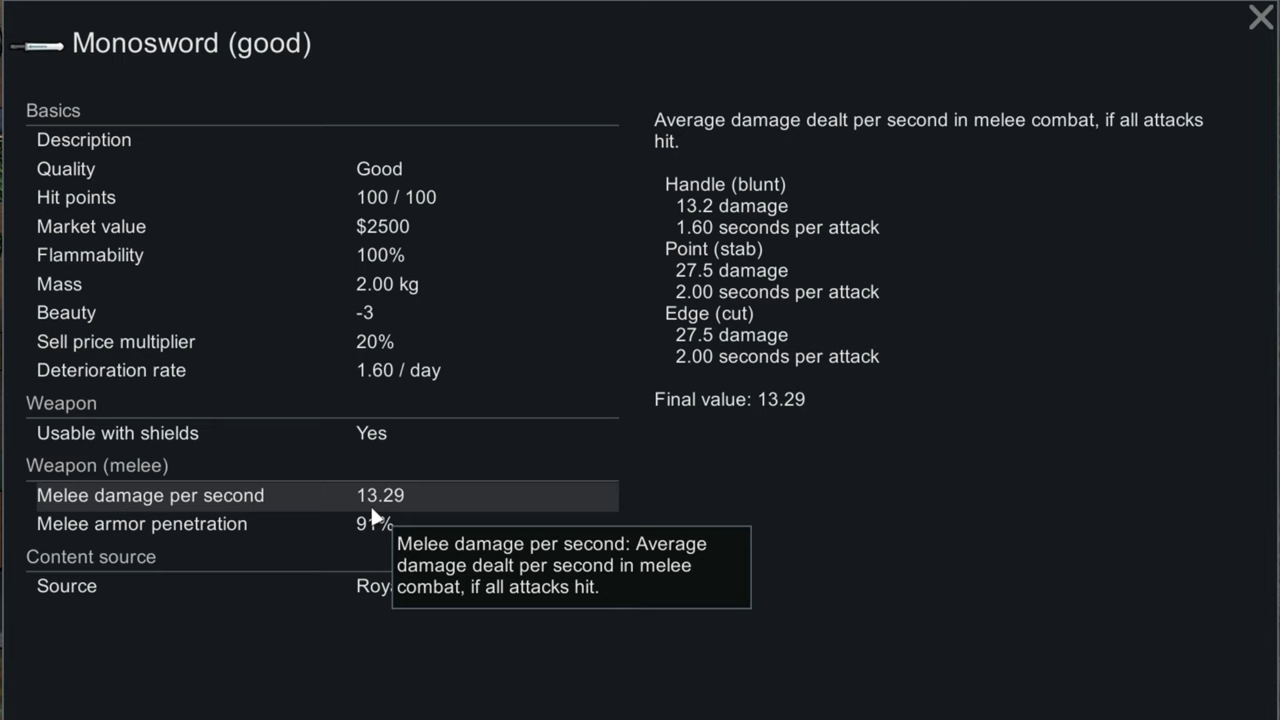 Monosword (good)
Basics
Description
Quality Good
Hit points 100 / 100
Market value $2500
Flammability 100%
Mass 2.00 kg
Beauty -3
Sell price multiplier 20%
Deterioration rate 1.60 / day
Weapon
Usable with shields Yes
Weapon (melee)
Melee damage per second 13.29
Melee armor penetration
Content source
Source
Melee damage per second: Average
damage dealt per second in melee
combat, if all attacks hit.
Average damage dealt per second in melee combat, if all attacks
hit.
Handle (blunt)
13.2 damage
1.60 seconds per attack
Point (stab)
27.5 damage
2.00 seconds per attack
Edge (cut)
27.5 damage
2.00 seconds per attack
Final value: 13.29